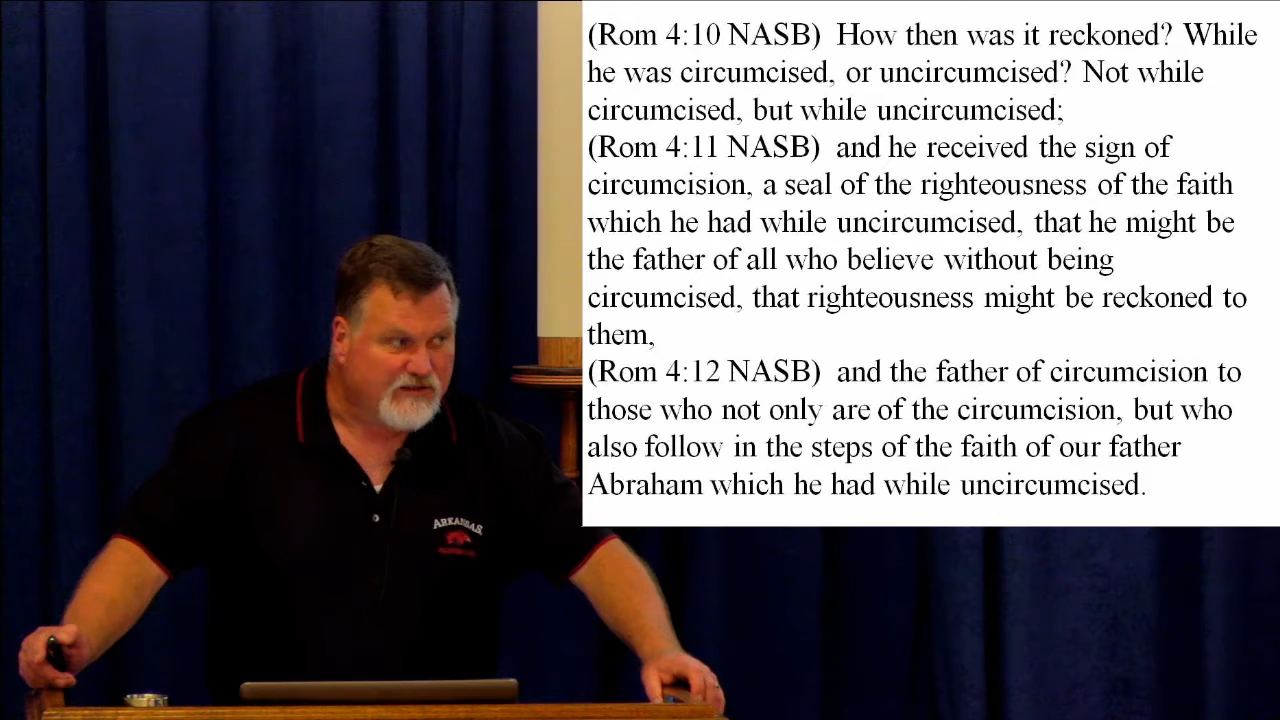 (Rom 4:10 NASB)  How then was it reckoned? While
he was circumcised, or uncircumcised? Not while
circumcised, but while uncircumcised;
(Rom 4:11 NASB)  and he received the sign of
circumcision, a seal of the righteousness of the faith
which he had while uncircumcised, that he might be
the father of all who believe without being
circumcised, that righteousness might be reckoned to
them,
(Rom 4:12 NASB)  and the father of circumcision to
those who not only are of the circumcision, but who
also follow in the steps of the faith of our father
Abraham which he had while uncircumcised.
ARKANSAS